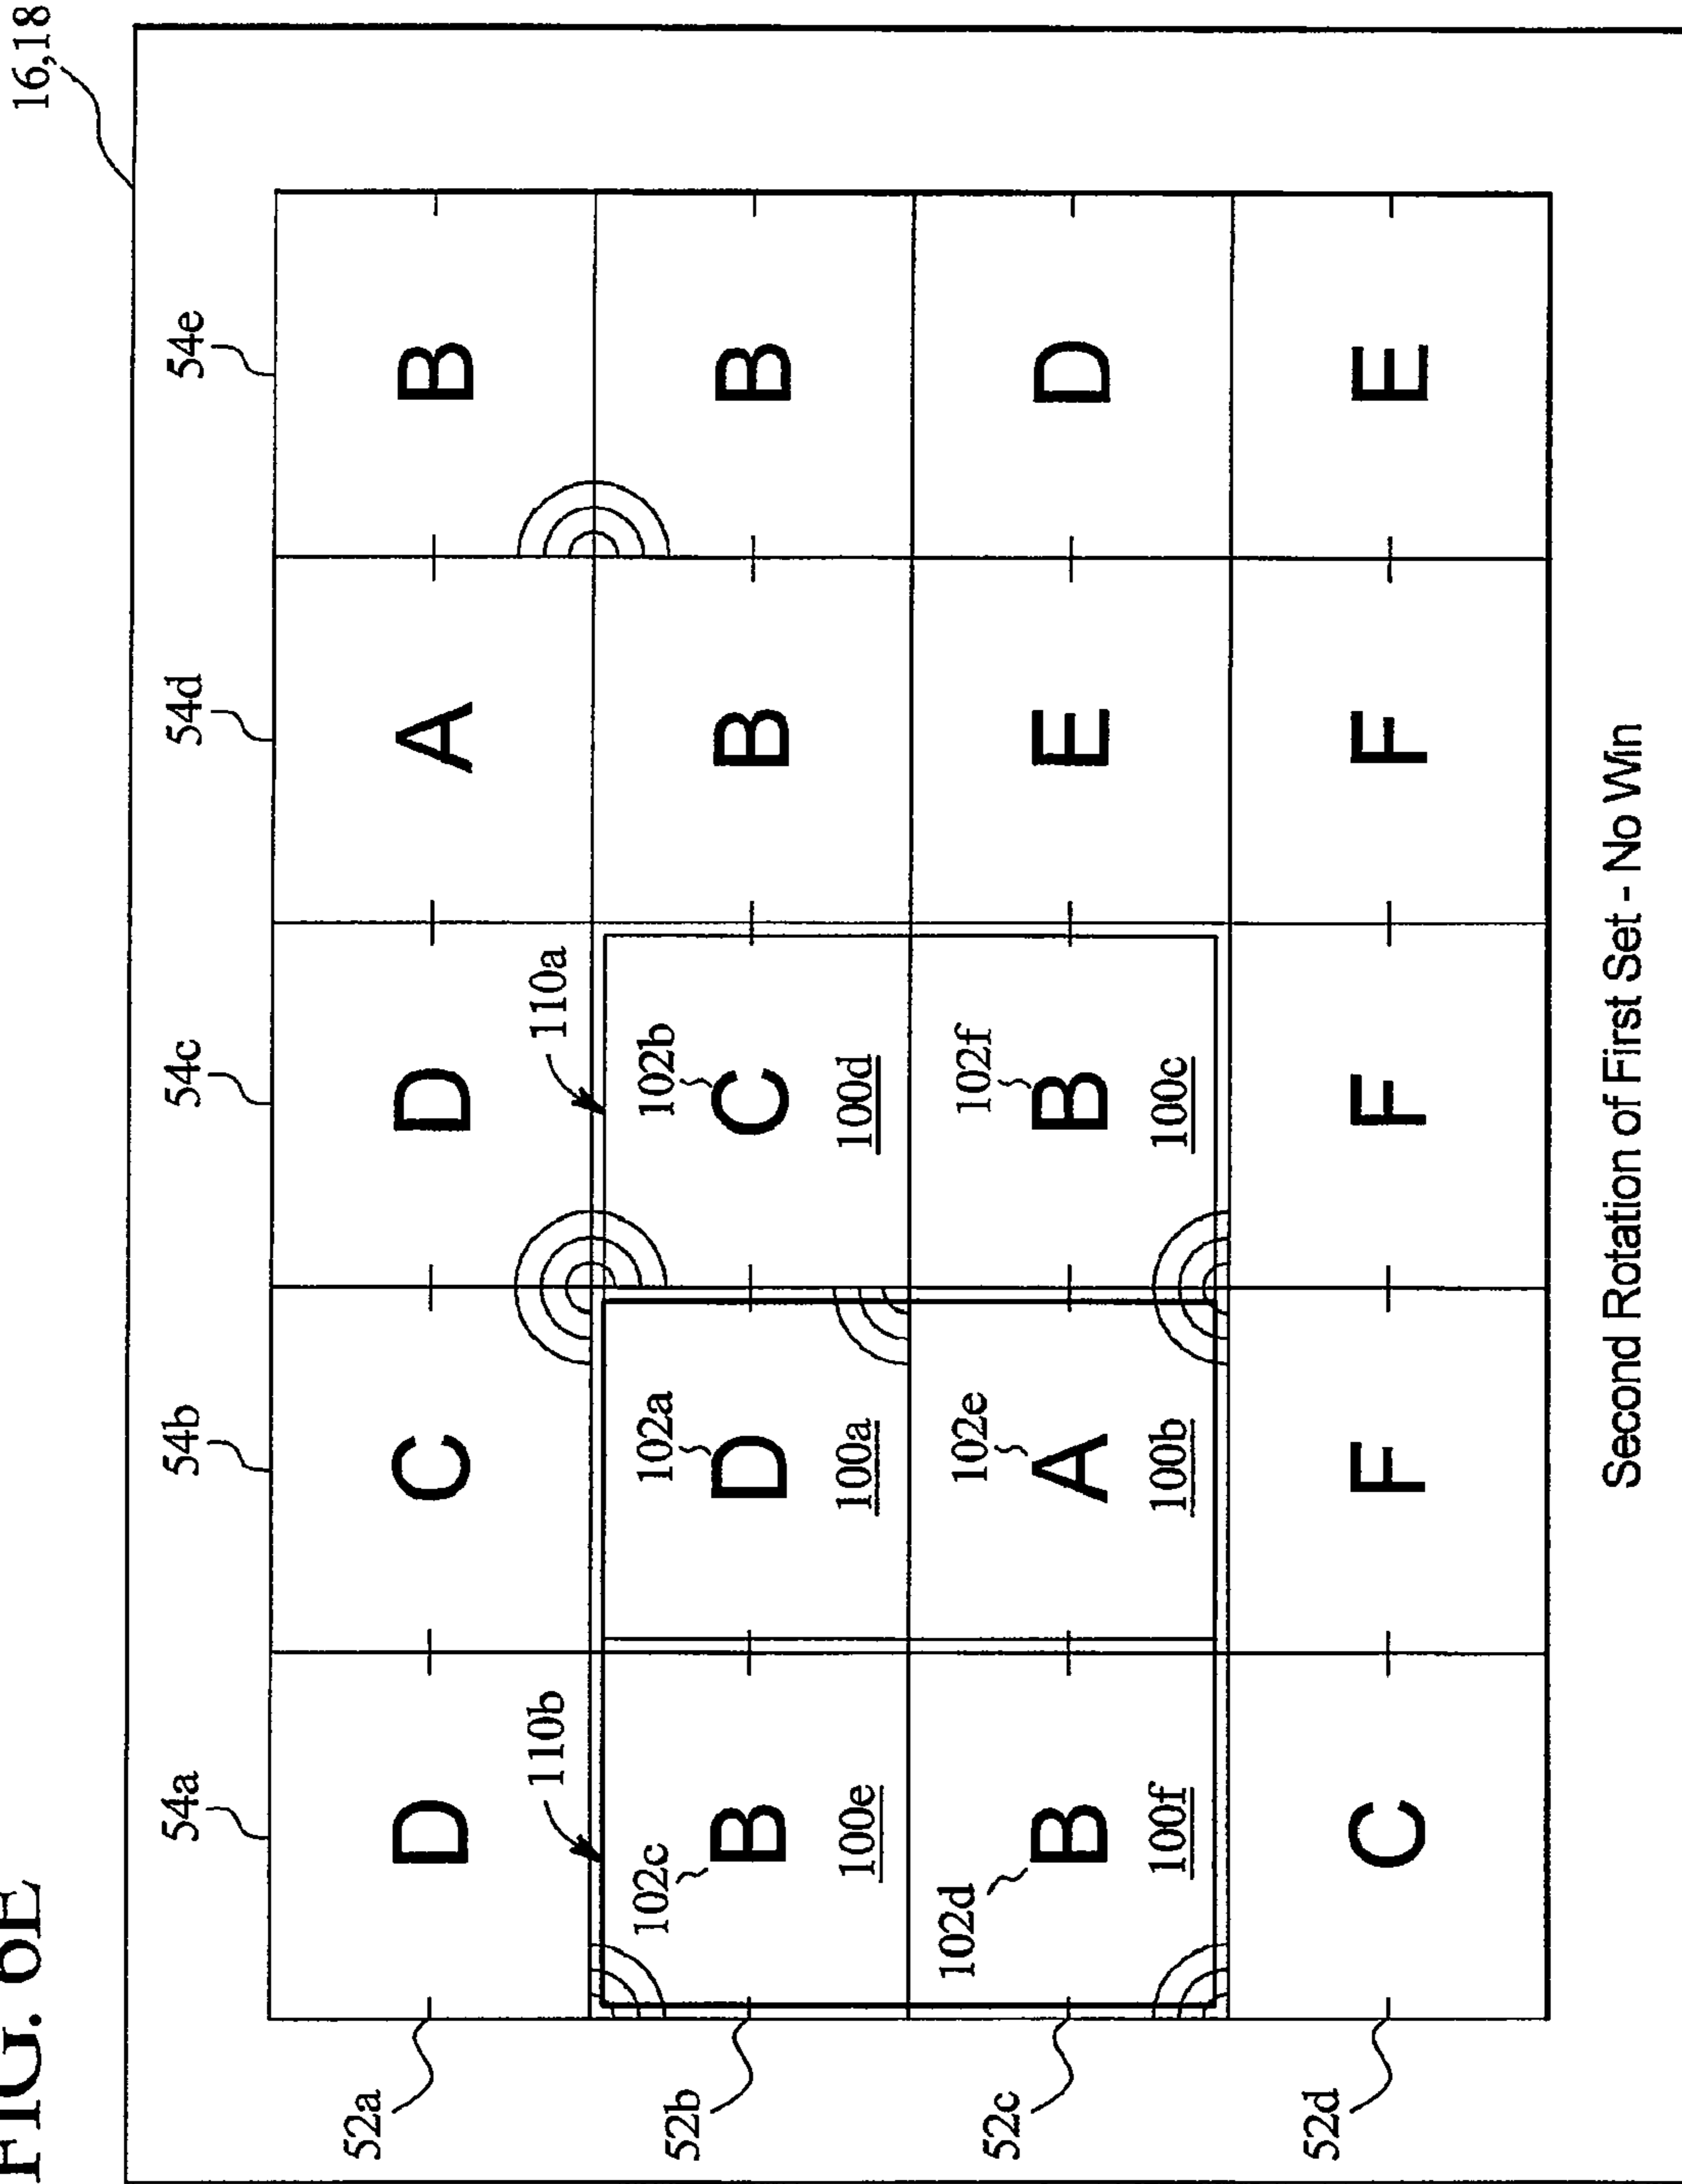 FIG. 6E
16,18
54a 54b 54c 54d 54e
52a D C D A B
110b 110a
102c 102a 102b
52b B D C B B
100e 100a 100d
102d 102e 102f
52c B A B E D
100f 100b 100c
52d C F F F E
Second Rotation of First Set - No Win